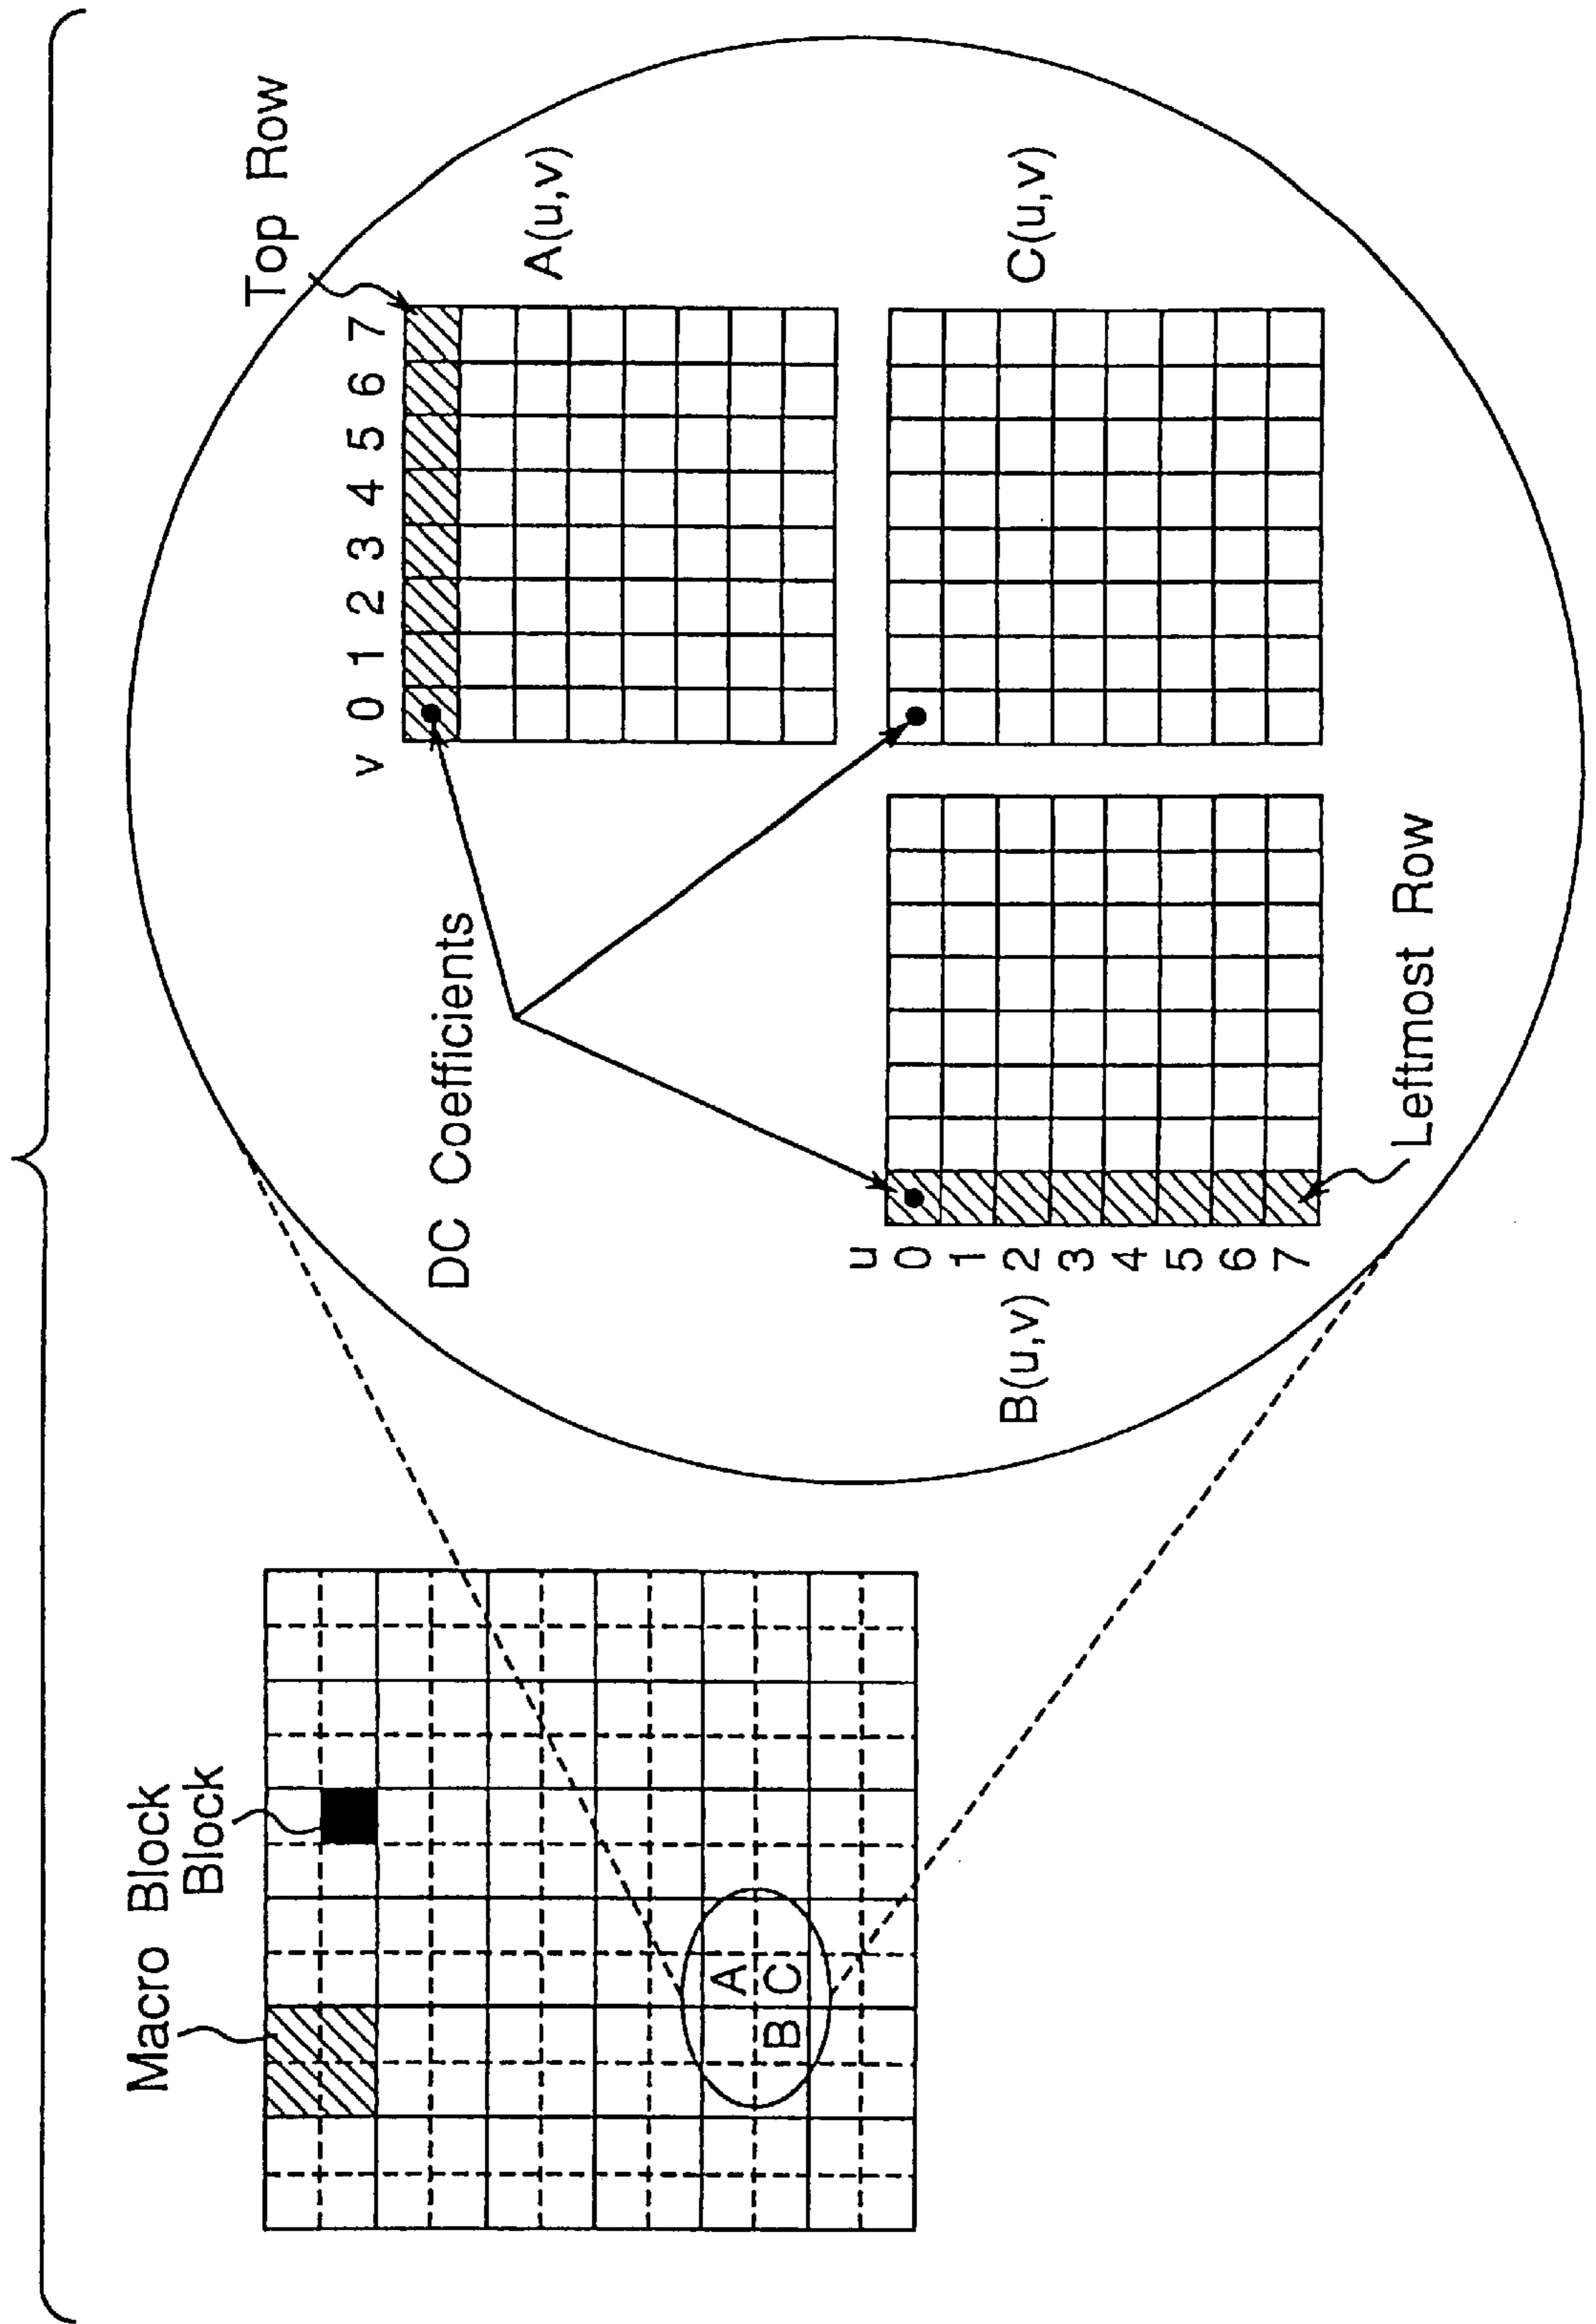 Macro Block
Block
A
B C
DC Coefficients
Top Row
v 0 1 2 3 4 5 6 7
A(u,v)
u
0
1
2
3
4
5
6
7
B(u,v)
C(u,v)
Leftmost Row